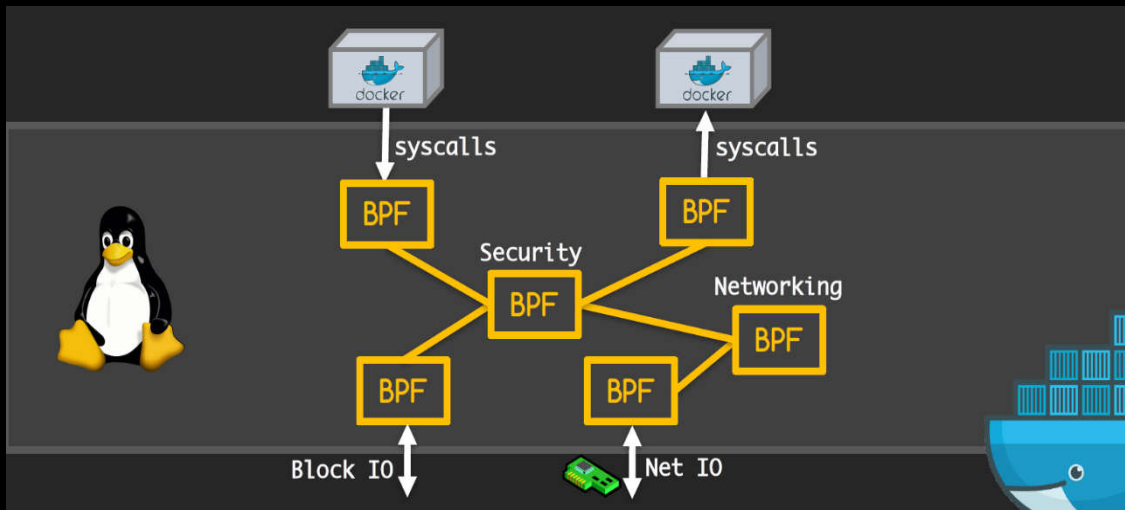 docker
docker
syscalls
syscalls
BPF
BPF
Security
BPF
Networking
BPF
BPF
BPF
Block IO
Net IO